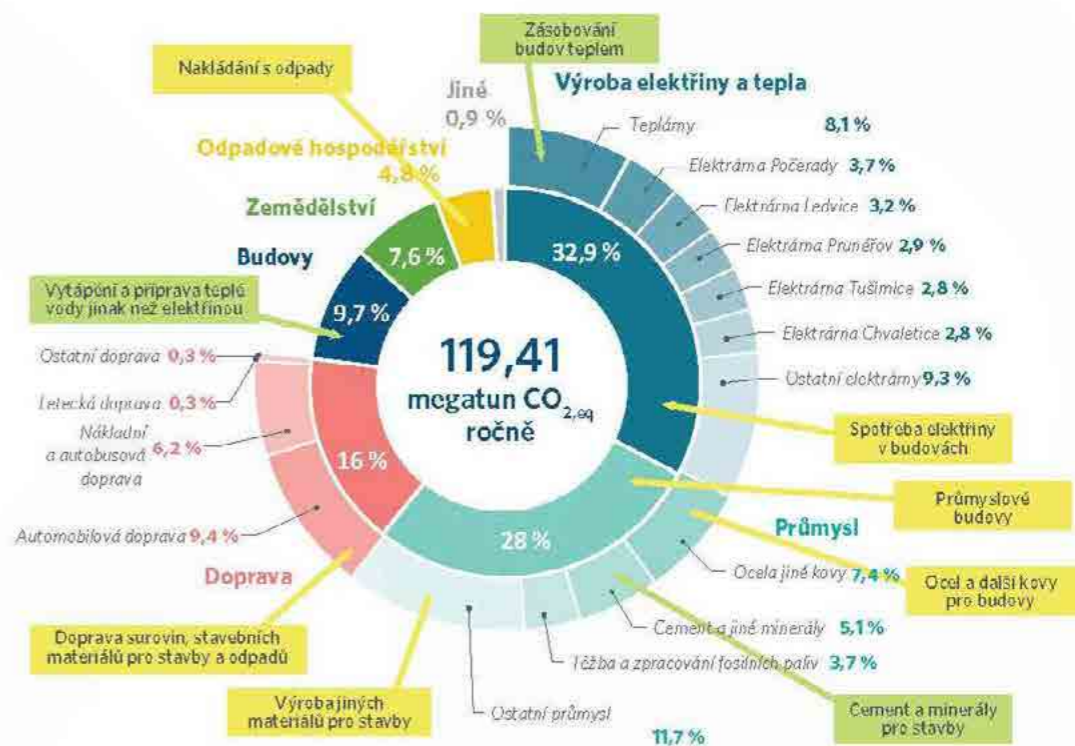 Zásobování
budov teplem
Nakládání s odpady
Jiné
0,9 %
Výroba elektřiny a tepla
Teplárny
8,1 %
Odpadové hospodářství
4,8 %
Elektrárna Počerady 3,7 %
Zemědělství
Elektrárna Ledvice 3,2 %
Budovy
7,6 %
32,9 %
Elektrárna Prunéřov 2,9 %
Vytápění a příprava teplé
vody jinak než elektřinou
9,7 %
Elektrárna Tušimice 2,8 %
Elektrárna Chvaletice 2,8 %
Ostatní doprava 0,3 %
119,41
megatun CO2,eq
ročně
Ostatní elektrárny 9,3 %
Letecká doprava 0,3 %
Nákladní
a autobusová
doprava
6,2 %
Spotřeba elektřiny
v budovách
16 %
Průmyslové
budovy
Automobilová doprava 9,4 %
28 %
Průmysl
Doprava
Ocel a jiné kovy 7,4 %
Ocel a další kovy
pro budovy
Doprava surovin, stavebních
materiálů pro stavby a odpadů
Cement a jiné minerály 5,1 %
Těžba a zpracování fosilních paliv 3,7 %
Výroba jiných
materiálů pro stavby
Ostatní průmysl
11,7 %
Cement a minerály
pro stavby